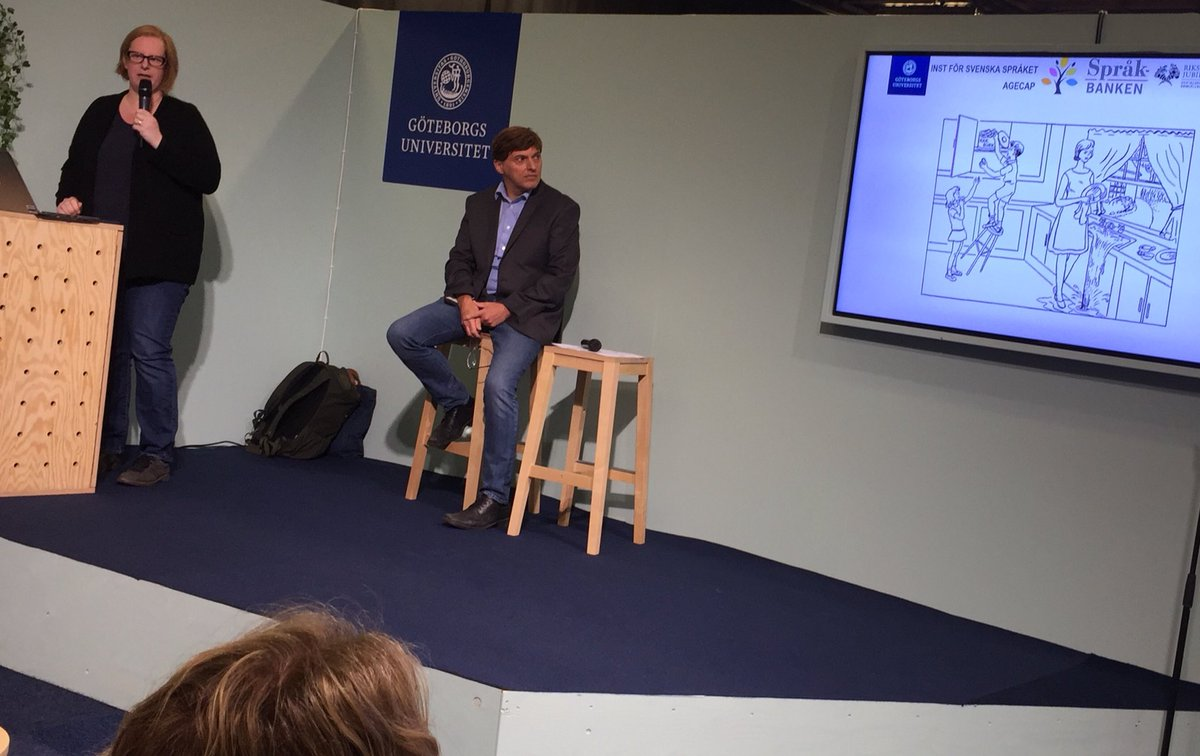 GÖTEBORGS
UNIVERSITET
GÖTEBORGS
UNIVERSITET
INST FÖR SVENSKA SPRÅKET
AGECAP
Språk-
BANKEN